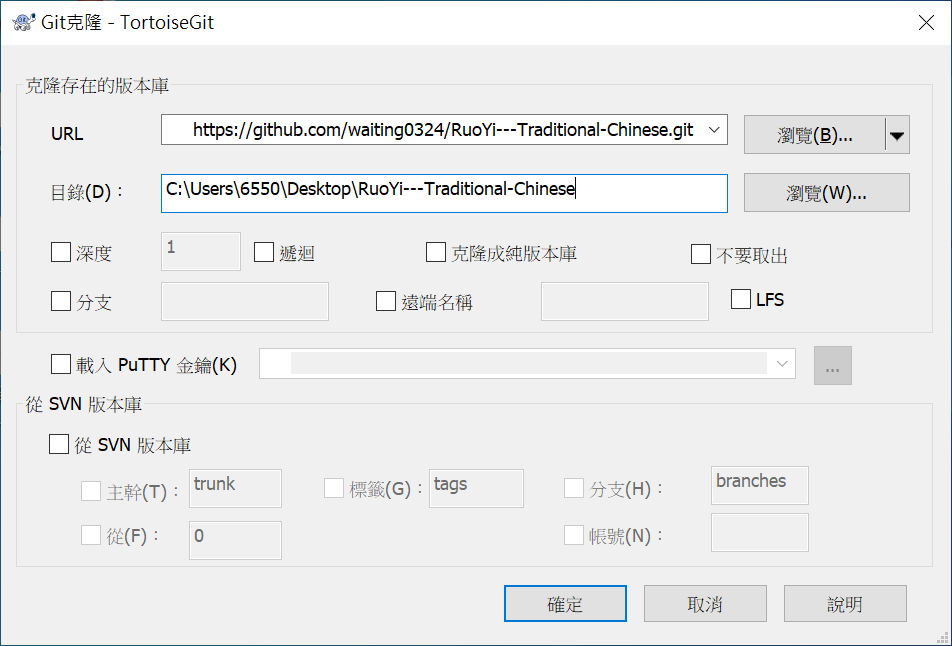 Git克隆 - TortoiseGit
克隆存在的版本庫
URL https://github.com/waiting0324/RuoYi---Traditional-Chinese.git 瀏覽(B)...
目錄(D)： C:\Users\6550\Desktop\RuoYi---Traditional-Chinese 瀏覽(W)...
深度 1 遞迴 克隆成純版本庫 不要取出
分支 遠端名稱 LFS
載入 PuTTY 金鑰(K) ...
從 SVN 版本庫
從 SVN 版本庫
主幹(T)： trunk 標籤(G)： tags 分支(H)： branches
從(F)： 0 帳號(N)：
確定 取消 說明